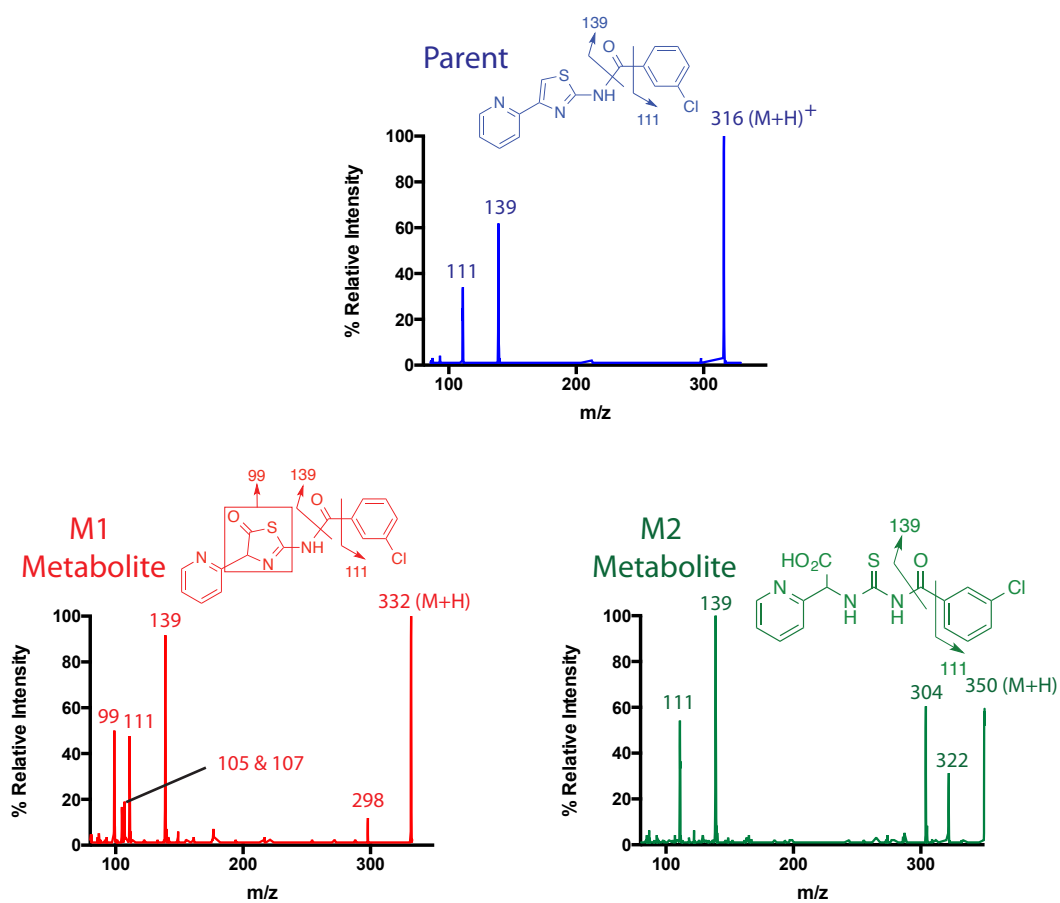 Parent
139
O
S
N
N
NH
Cl
111
316 (M+H)+
% Relative Intensity
100
80
60
40
20
0
139
111
100
200
300
m/z
M1
Metabolite
99
139
O
S
O
N
N
NH
Cl
111
% Relative Intensity
100
80
60
40
20
0
332 (M+H)
139
99
111
105 & 107
298
100
200
300
m/z
M2
Metabolite
139
HO2C
S
O
Cl
N
N
H
N
H
111
% Relative Intensity
100
80
60
40
20
0
139
111
304
322
350 (M+H)
100
200
300
m/z